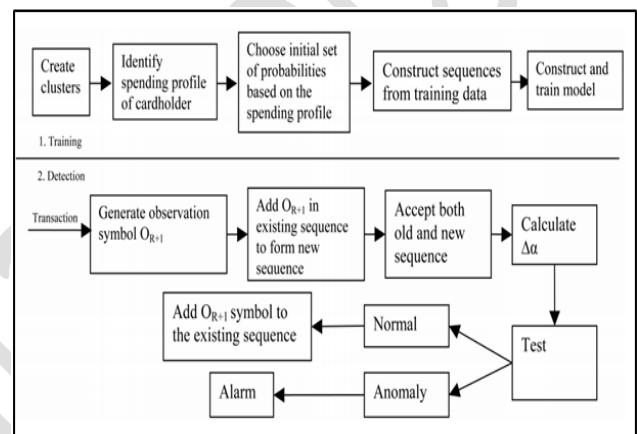 Create
clusters
Identify
spending profile
of cardholder
Choose initial set
of probabilities
based on the
spending profile
Construct sequences
from training data
Construct and
train model
1. Training
2. Detection
Transaction
Generate observation
symbol O_R+1
Add O_R+1 in
existing sequence
to form new
sequence
Accept both
old and new
sequence
Calculate
Δα
Add O_R+1 symbol to
the existing sequence
Normal
Test
Alarm
Anomaly